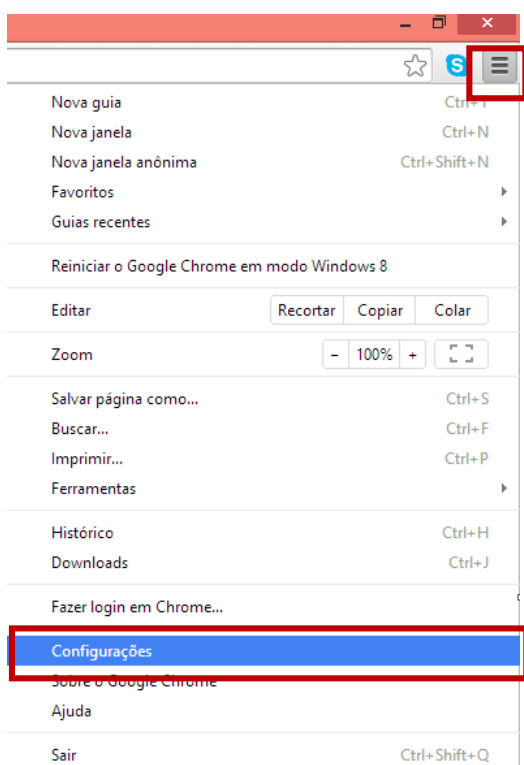 S
Nova guia Ctrl+T
Nova janela Ctrl+N
Nova janela anônima Ctrl+Shift+N
Favoritos
Guias recentes
Reiniciar o Google Chrome em modo Windows 8
Editar Recortar Copiar Colar
Zoom - 100% +
Salvar página como... Ctrl+S
Buscar... Ctrl+F
Imprimir... Ctrl+P
Ferramentas
Histórico Ctrl+H
Downloads Ctrl+J
Fazer login em Chrome...
Configurações
Sobre o Google Chrome
Ajuda
Sair Ctrl+Shift+Q